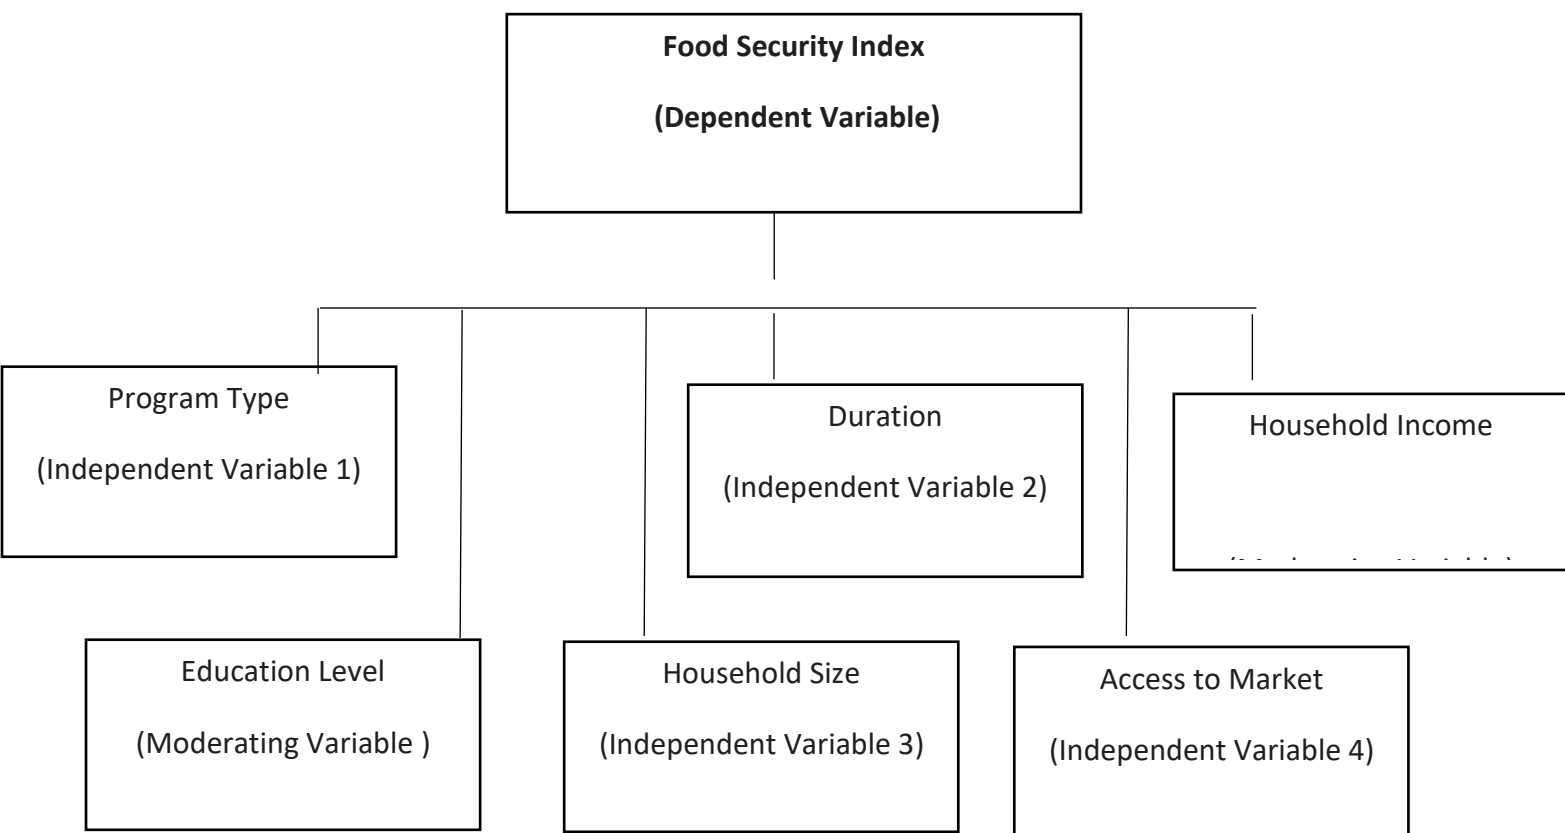 Food Security Index
(Dependent Variable)
Program Type
(Independent Variable 1)
Duration
(Independent Variable 2)
Household Income
Education Level
(Moderating Variable )
Household Size
(Independent Variable 3)
Access to Market
(Independent Variable 4)